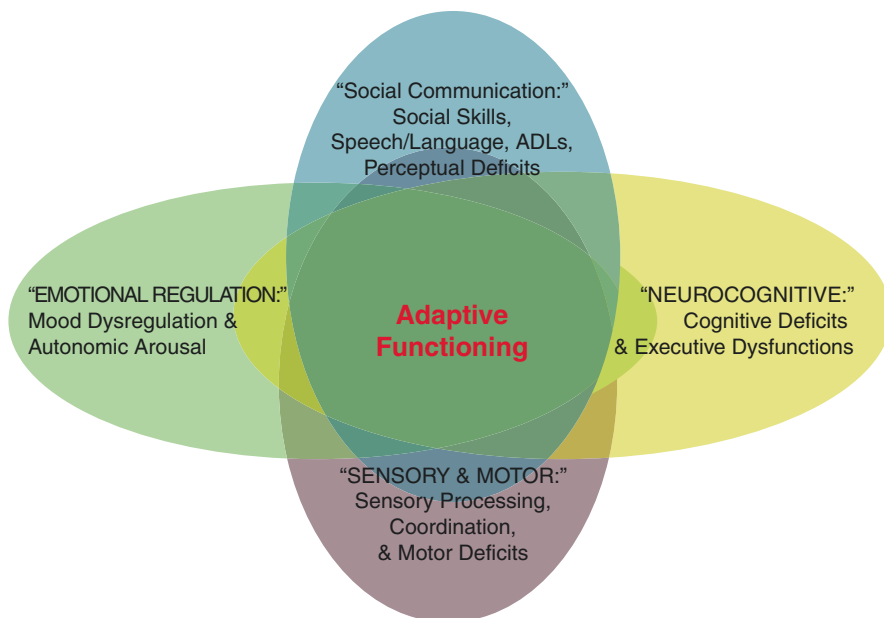 “Social Communication:”
Social Skills,
Speech/Language, ADLs,
Perceptual Deficits
“EMOTIONAL REGULATION:”
Mood Dysregulation &
Autonomic Arousal
Adaptive
Functioning
“NEUROCOGNITIVE:”
Cognitive Deficits
& Executive Dysfunctions
“SENSORY & MOTOR:”
Sensory Processing,
Coordination,
& Motor Deficits